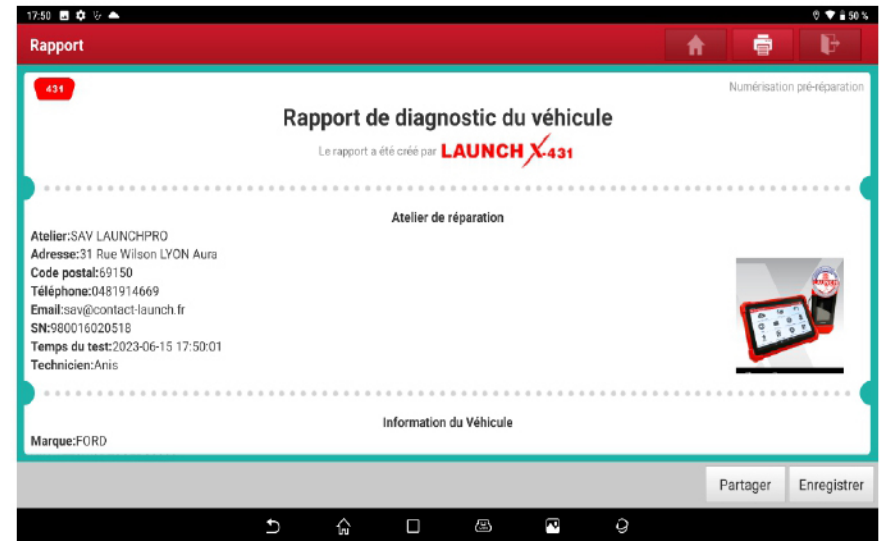 17:50
50 %
Rapport
431
Numérisation pré-réparation
Rapport de diagnostic du véhicule
Le rapport a été créé par LAUNCH X-431
Atelier de réparation
Atelier:SAV LAUNCHPRO
Adresse:31 Rue Wilson LYON Aura
Code postal:69150
Téléphone:0481914669
Email:sav@contact-launch.fr
SN:980016020518
Temps du test:2023-06-15 17:50:01
Technicien:Anis
LAUNCH
Information du Véhicule
Marque:FORD
Partager
Enregistrer